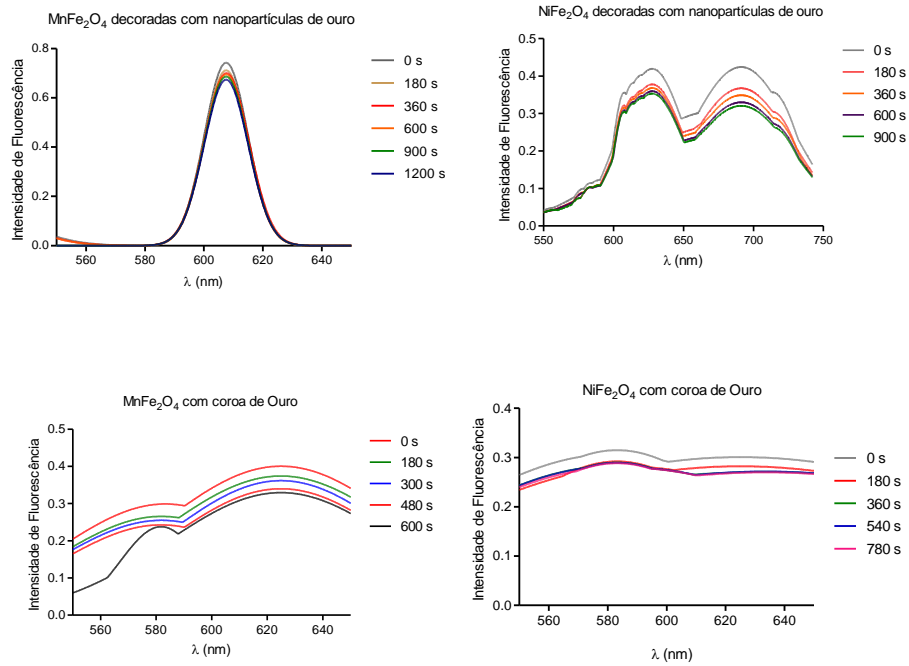 MnFe₂O₄ decoradas com nanopartículas de ouro
Intensidade de Fluorescência
0.8
0.6
0.4
0.2
0.0
560
580
600
620
640
λ (nm)
0 s
180 s
360 s
600 s
900 s
1200 s
NiFe₂O₄ decoradas com nanopartículas de ouro
Intensidade de Fluorescência
0.5
0.4
0.3
0.2
0.1
0.0
550
600
650
700
750
λ (nm)
0 s
180 s
360 s
600 s
900 s
MnFe₂O₄ com coroa de Ouro
Intensidade de Fluorescência
0.5
0.4
0.3
0.2
0.1
0.0
560
580
600
620
640
λ (nm)
0 s
180 s
300 s
480 s
600 s
NiFe₂O₄ com coroa de Ouro
Intensidade de Fluorescência
0.4
0.3
0.2
0.1
0.0
560
580
600
620
640
λ (nm)
0 s
180 s
360 s
540 s
780 s